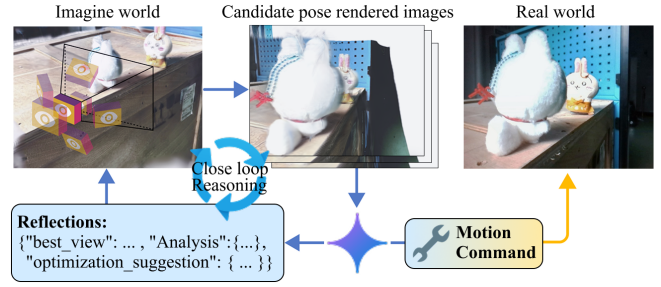 Imagine world
Candidate pose rendered images
Real world
Close loop
Reasoning
Reflections:
{"best_view": ... , "Analysis":{...},
"optimization_suggestion": { ... }}
Motion
Command